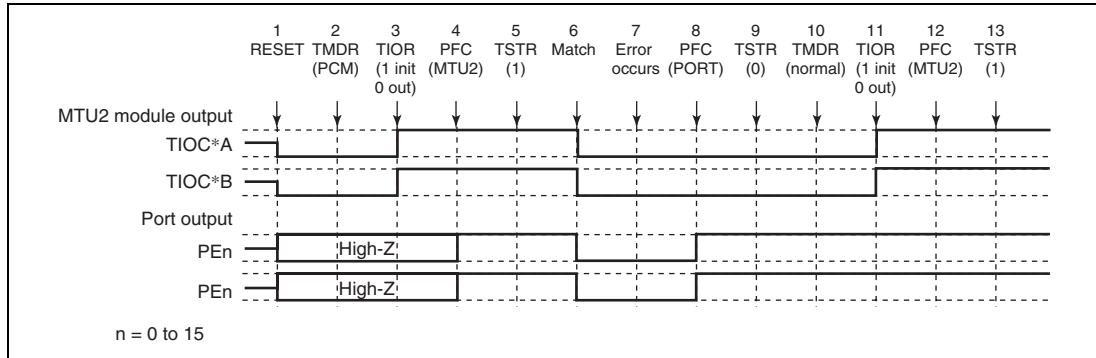 1 2 3 4 5 6 7 8 9 10 11 12 13
RESET TMDR TIOR PFC TSTR Match Error PFC TSTR TMDR TIOR PFC TSTR
(PCM) (1 init (MTU2) (1) occurs (PORT) (0) (normal) (1 init (MTU2) (1)
0 out) 0 out)
MTU2 module output
TIOC*A
TIOC*B
Port output
PEn High-Z
PEn High-Z
n = 0 to 15